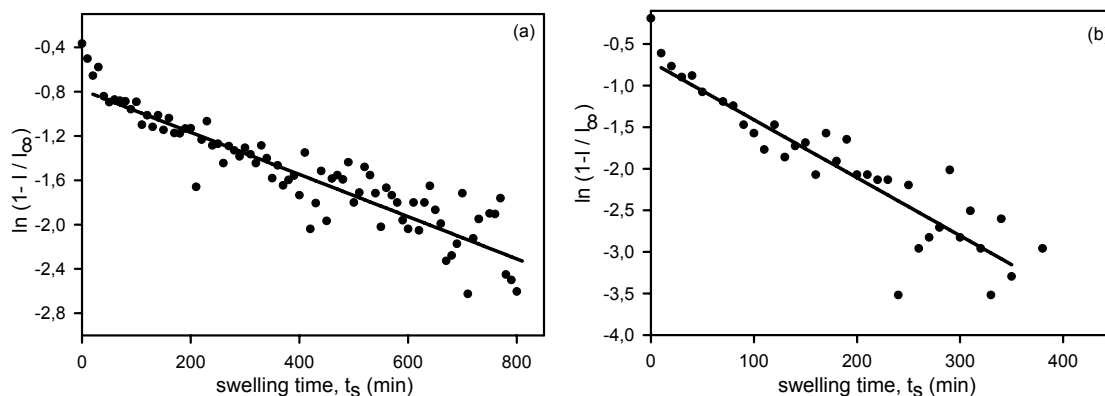 (a)
-0,4
-0,8
-1,2
-1,6
-2,0
-2,4
-2,8
ln (1- I / I∞)
0 200 400 600 800
swelling time, tS (min)
(b
0,0
-0,5
-1,0
-1,5
-2,0
-2,5
-3,0
-3,5
-4,0
ln (1- I / I∞)
0 100 200 300 400
swelling time, tS (min)